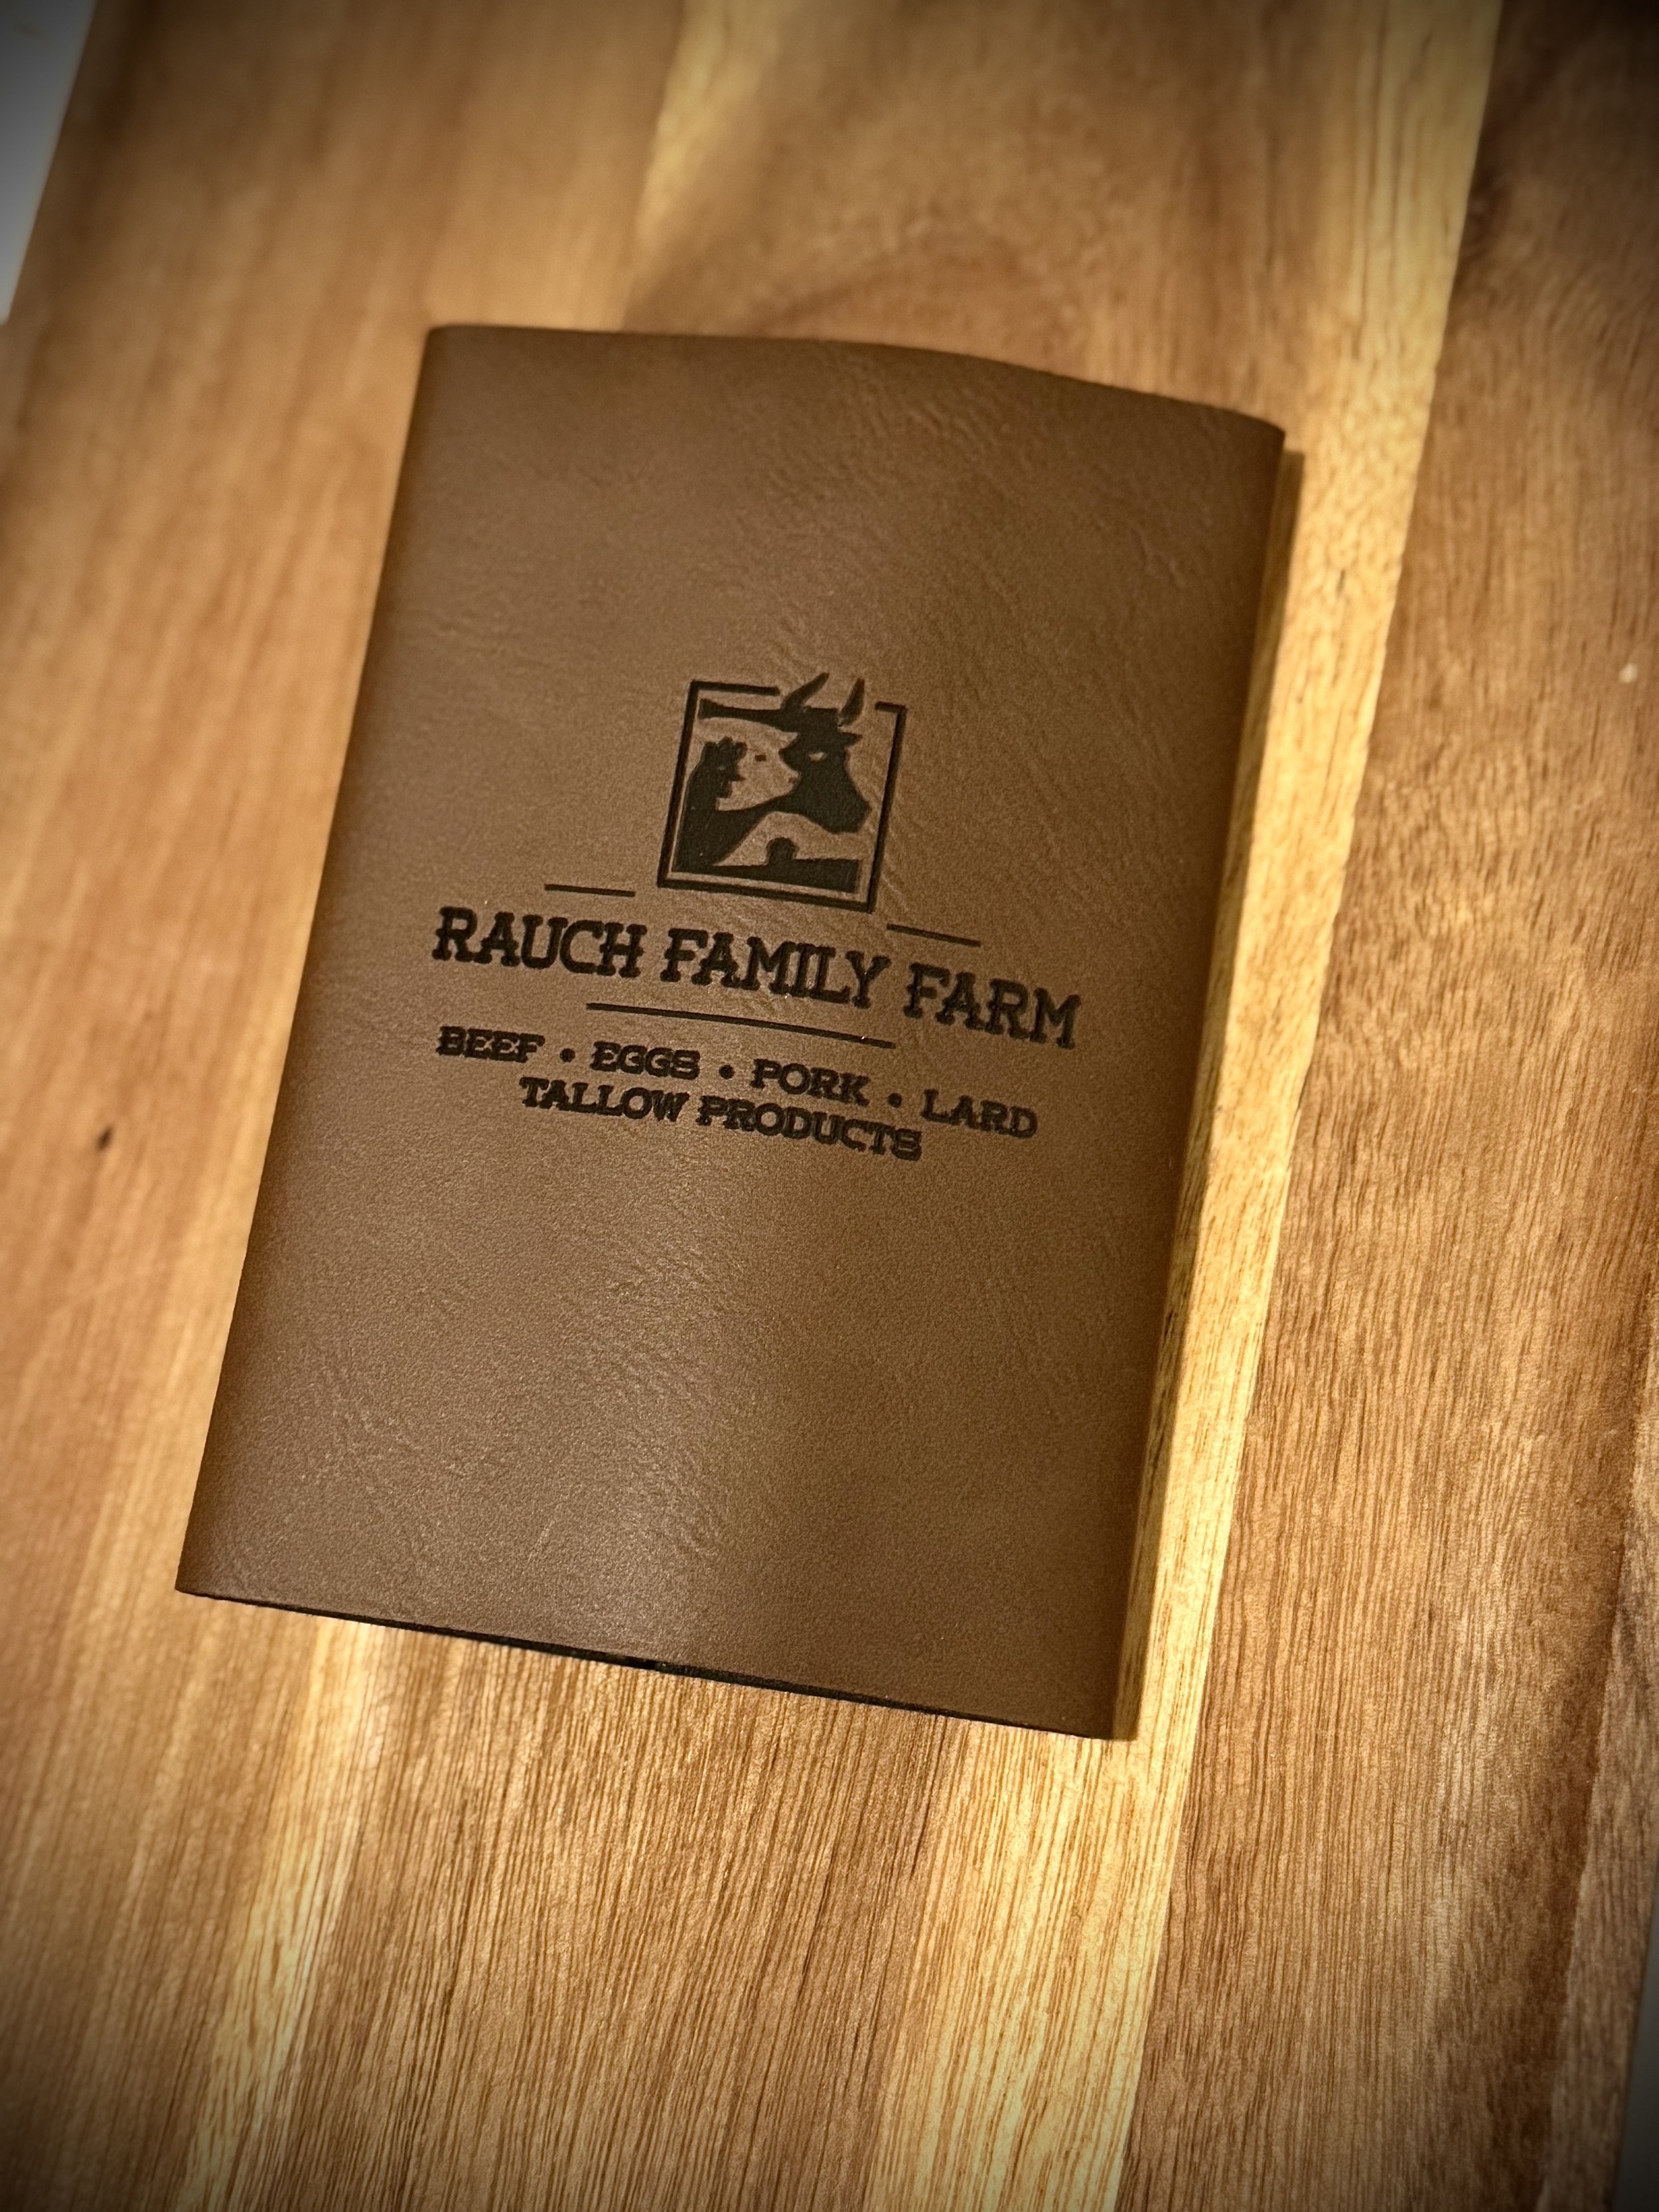 RAUCH FAMILY FARM
BEEF • EGGS • PORK • LARD
TALLOW PRODUCTS